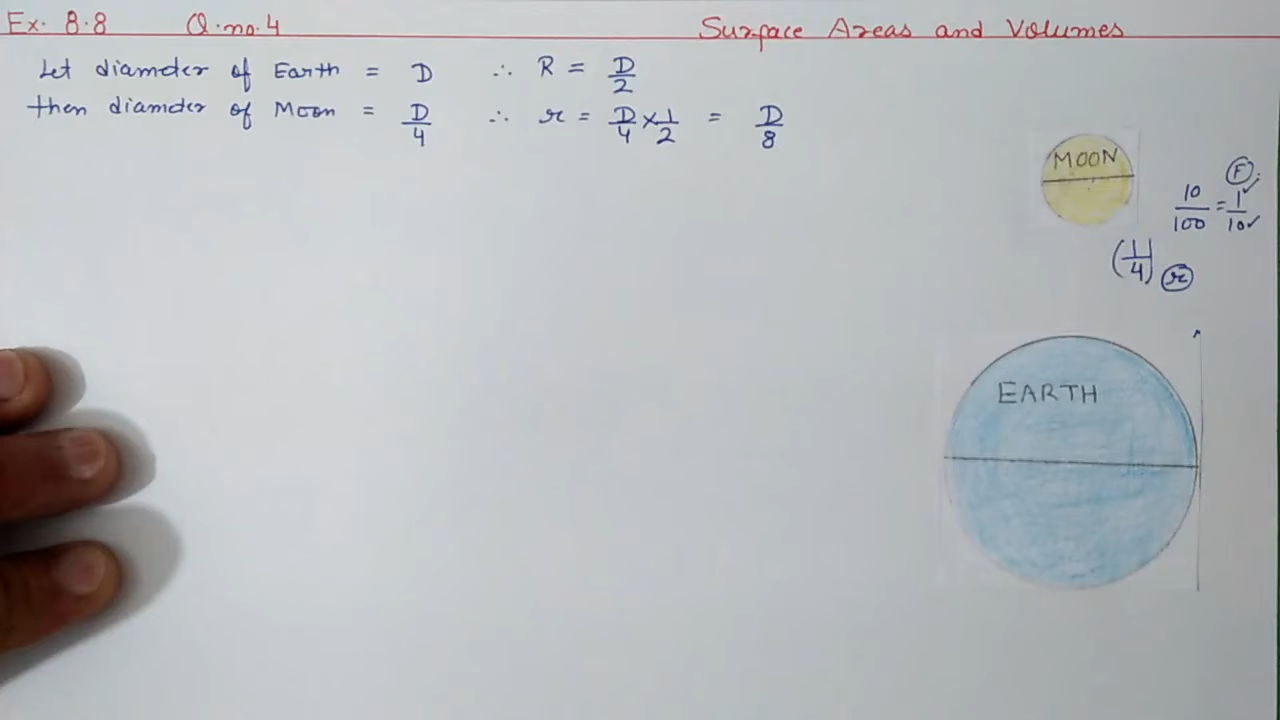 Ex. 8.8 Q.no.4 Surface Areas and Volumes
Let diameter of Earth = D ∴ R = D/2
then diameter of Moon = D/4 ∴ r = D/4 × 1/2 = D/8
MOON
F
10/100 = 1/10
(1/4) r
EARTH